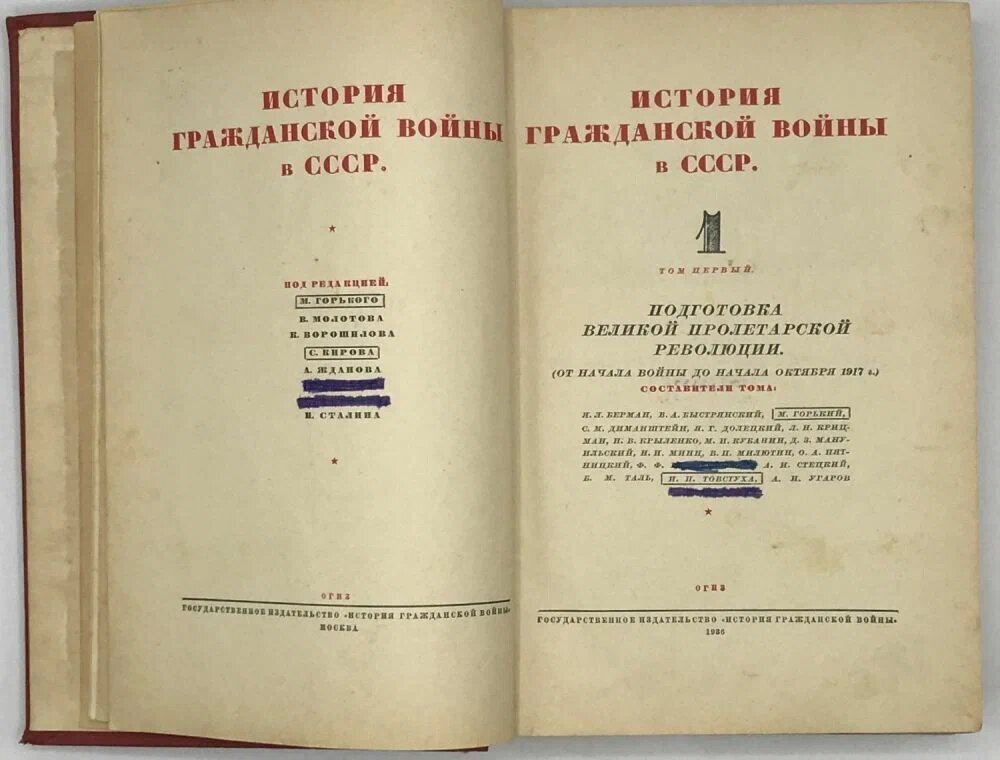 ИСТОРИЯ
ГРАЖДАНСКОЙ ВОЙНЫ
в СССР.
ПОД РЕДАКЦИЕЙ:
М. ГОРЬКОГО
В. МОЛОТОВА
К. ВОРОШИЛОВА
С. КИРОВА
А. ЖДАНОВА
И. СТАЛИНА
ОГИЗ
ГОСУДАРСТВЕННОЕ ИЗДАТЕЛЬСТВО «ИСТОРИЯ ГРАЖДАНСКОЙ ВОЙНЫ»
МОСКВА
ИСТОРИЯ
ГРАЖДАНСКОЙ ВОЙНЫ
в СССР.
1
ТОМ ПЕРВЫЙ.
ПОДГОТОВКА
ВЕЛИКОЙ ПРОЛЕТАРСКОЙ
РЕВОЛЮЦИИ.
(ОТ НАЧАЛА ВОЙНЫ ДО НАЧАЛА ОКТЯБРЯ 1917 г.)
СОСТАВИТЕЛИ ТОМА:
Я. Л. БЕРМАН, В. А. БЫСТРЯНСКИЙ, М. ГОРЬКИЙ,
С. М. ДИМАНШТЕЙН, Я. Г. ДОЛЕЦКИЙ, Л. Н. КРИЦ-
МАН, Н. В. КРЫЛЕНКО, М. И. КУБАНИН, Д. З. МАНУ-
ИЛЬСКИЙ, И. И. МИНЦ, В. П. МИЛЮТИН, О. А. ПЯТ-
НИЦКИЙ, Ф. Ф. А. И. СТЕЦКИЙ,
Б. М. ТАЛЬ, И. П. ТОВСТУХА, А. И. УГАРОВ
ОГИЗ
ГОСУДАРСТВЕННОЕ ИЗДАТЕЛЬСТВО «ИСТОРИЯ ГРАЖДАНСКОЙ ВОЙНЫ»
1936